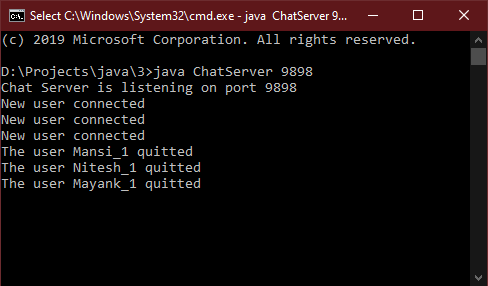 Select C:\Windows\System32\cmd.exe - java  ChatServer 9...
(c) 2019 Microsoft Corporation. All rights reserved.
D:\Projects\java\3>java ChatServer 9898
Chat Server is listening on port 9898
New user connected
New user connected
New user connected
The user Mansi_1 quitted
The user Nitesh_1 quitted
The user Mayank_1 quitted